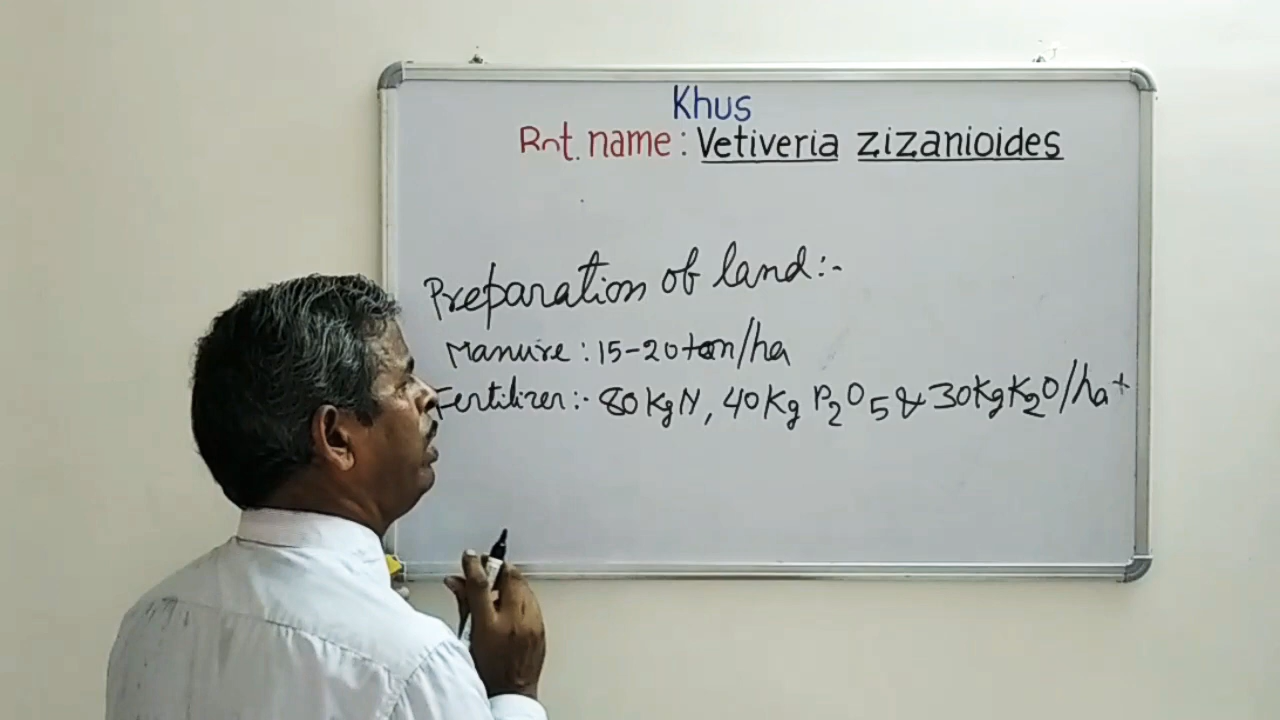 Khus
Bot. name : Vetiveria zizanioides
Preparation of land :-
Manure : 15-20 ton/ha
Fertilizer :- 80 Kg N, 40 Kg P₂O₅ & 30 Kg K₂O/ha +